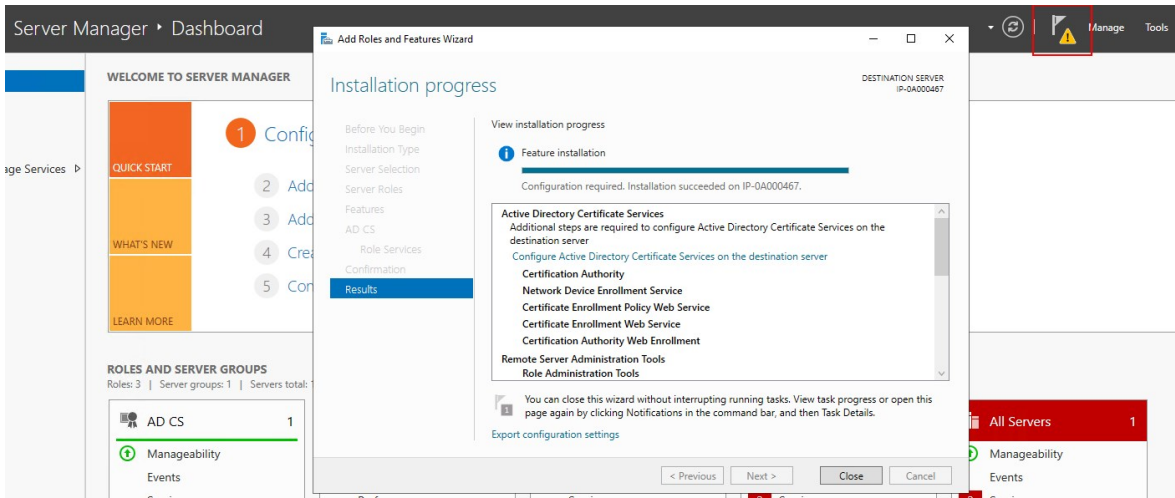 Server Manager ‣ Dashboard
Manage
Tools
WELCOME TO SERVER MANAGER
QUICK START
WHAT'S NEW
LEARN MORE
1
2 Add
3 Add
4
5
age Services
ROLES AND SERVER GROUPS
Roles: 3 | Server groups: 1 | Servers total:
AD CS 1
Manageability
Events
Add Roles and Features Wizard
Installation progress
DESTINATION SERVER
IP-0A000467
Before You Begin
Installation Type
Server Selection
Server Roles
Features
AD CS
Role Services
Confirmation
Results
View installation progress
Feature installation
Configuration required. Installation succeeded on IP-0A000467.
Active Directory Certificate Services
Additional steps are required to configure Active Directory Certificate Services on the
destination server
Configure Active Directory Certificate Services on the destination server
Certification Authority
Network Device Enrollment Service
Certificate Enrollment Policy Web Service
Certificate Enrollment Web Service
Certification Authority Web Enrollment
Remote Server Administration Tools
Role Administration Tools
1
You can close this wizard without interrupting running tasks. View task progress or open this
page again by clicking Notifications in the command bar, and then Task Details.
Export configuration settings
< Previous
Next >
Close
Cancel
All Servers 1
Manageability
Events